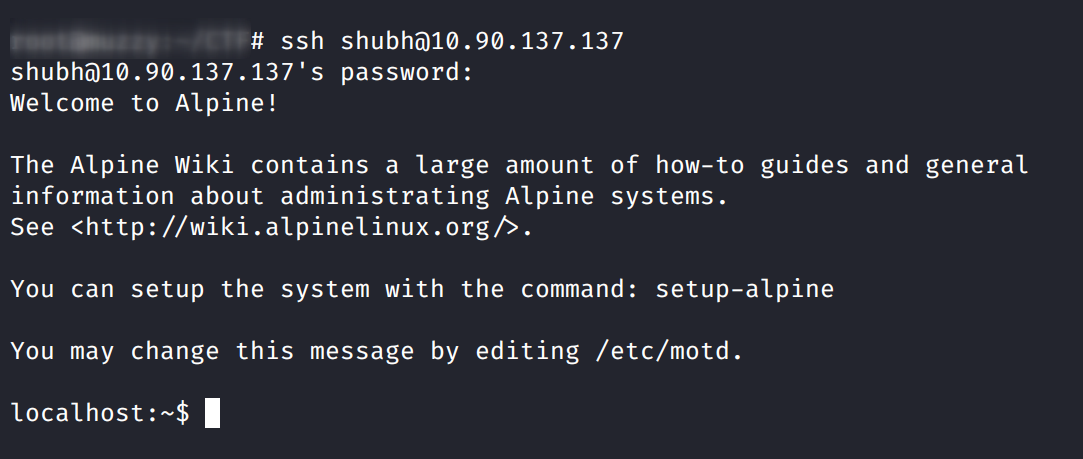 # ssh shubh@10.90.137.137
shubh@10.90.137.137's password:
Welcome to Alpine!
The Alpine Wiki contains a large amount of how-to guides and general
information about administrating Alpine systems.
See <http://wiki.alpinelinux.org/>.
You can setup the system with the command: setup-alpine
You may change this message by editing /etc/motd.
localhost:~$